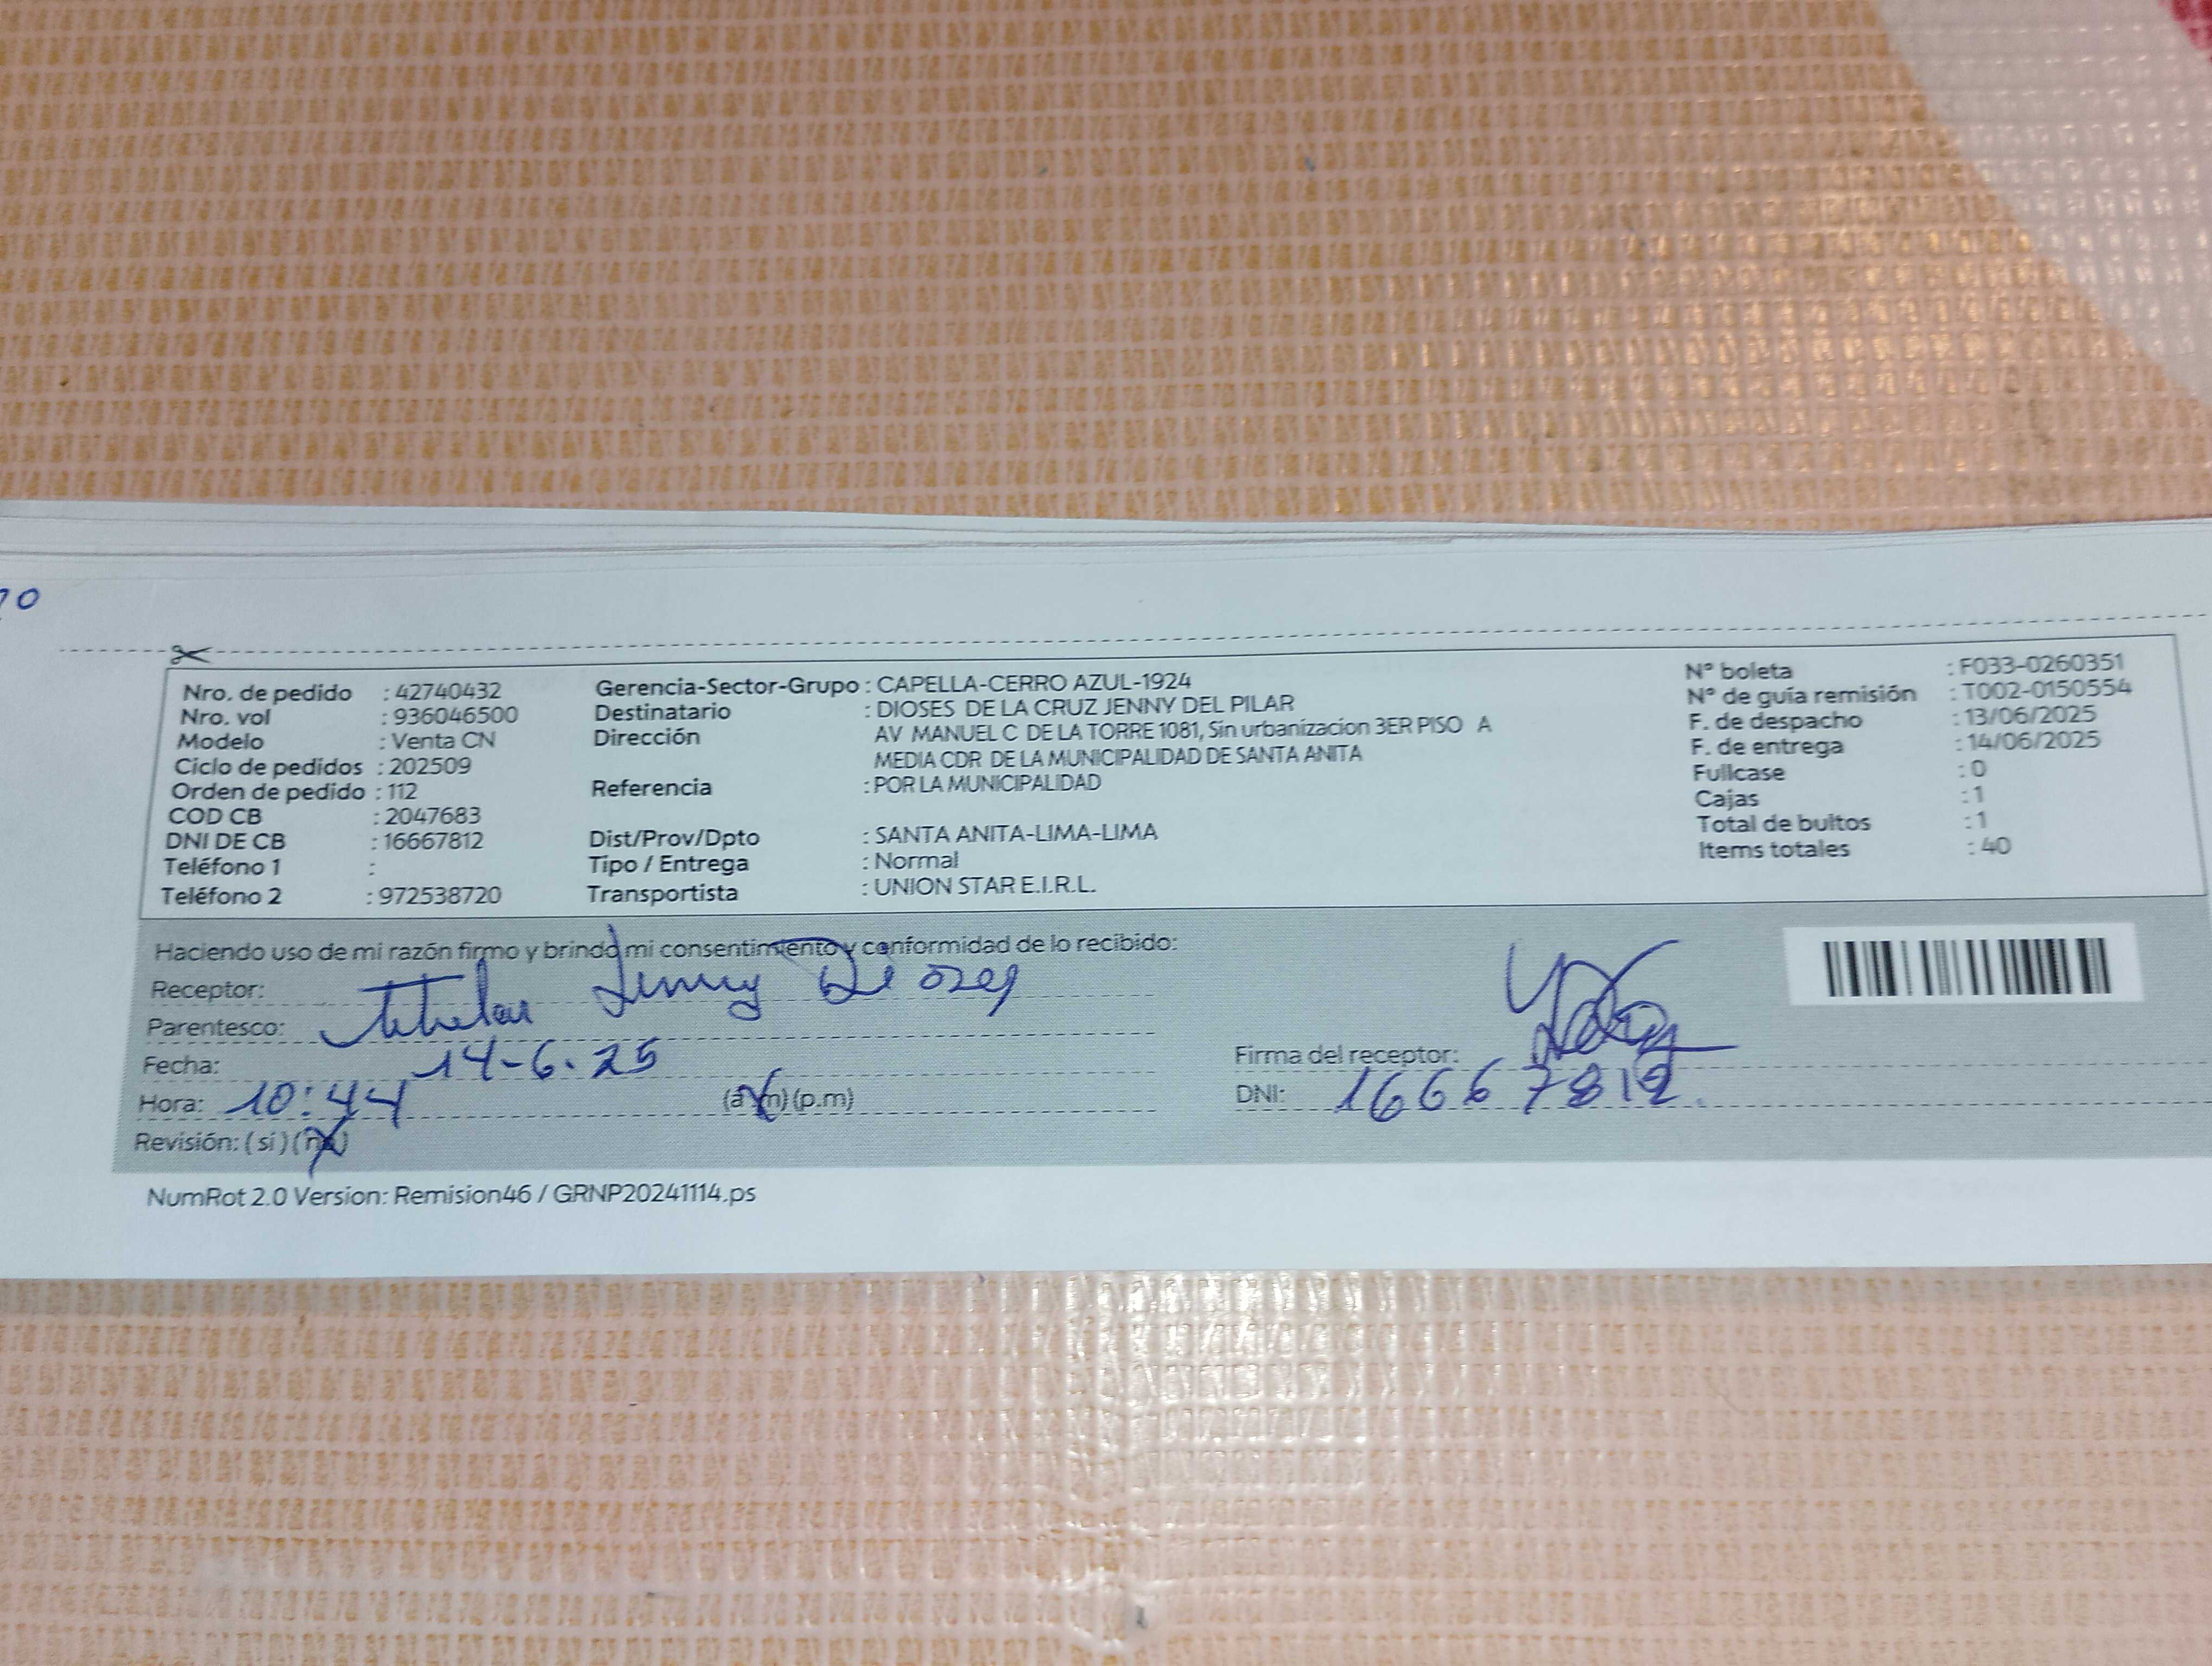 70
Nro. de pedido : 42740432
Nro. vol : 936046500
Modelo : Venta CN
Ciclo de pedidos : 202509
Orden de pedido : 112
COD CB : 2047683
DNI DE CB : 16667812
Teléfono 1 :
Teléfono 2 : 972538720
Gerencia-Sector-Grupo : CAPELLA-CERRO AZUL-1924
Destinatario : DIOSES DE LA CRUZ JENNY DEL PILAR
Dirección AV MANUEL C DE LA TORRE 1081, Sin urbanizacion 3ER PISO A
MEDIA CDR DE LA MUNICIPALIDAD DE SANTA ANITA
Referencia : POR LA MUNICIPALIDAD
Dist/Prov/Dpto : SANTA ANITA-LIMA-LIMA
Tipo / Entrega : Normal
Transportista : UNION STAR E.I.R.L.
N° boleta : F033-0260351
N° de guía remisión : T002-0150554
F. de despacho : 13/06/2025
F. de entrega : 14/06/2025
Fullcase : 0
Cajas : 1
Total de bultos : 1
Items totales : 40
Haciendo uso de mi razón firmo y brindo mi consentimiento y conformidad de lo recibido:
Receptor: Jenny Dioses
Parentesco: titular
Fecha: 14-6-25
Hora: 10:44 (a.m) (p.m)
Revisión: ( si ) ( no )
Firma del receptor:
DNI: 16667812
NumRot 2.0 Version: Remision46 / GRNP20241114.ps